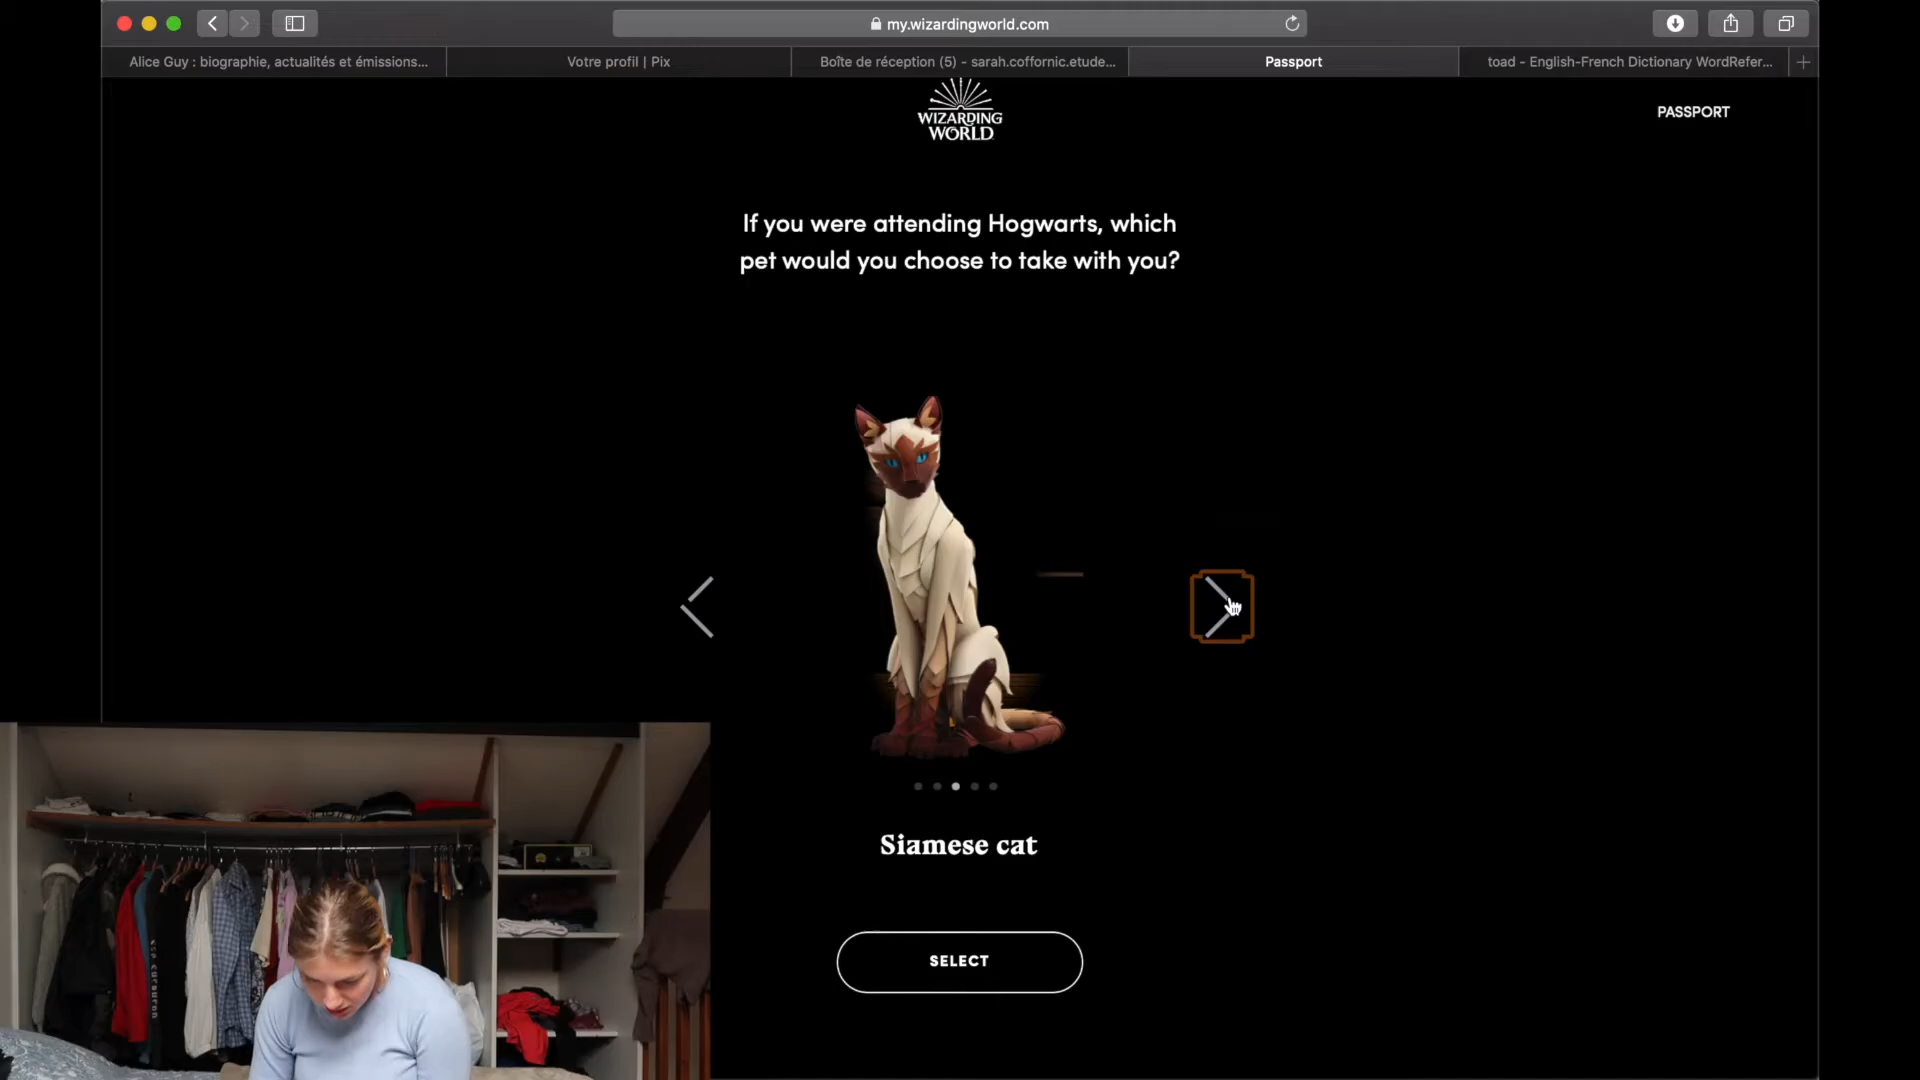 my.wizardingworld.com
Alice Guy : biographie, actualités et émissions...
Votre profil | Pix
Boîte de réception (5) - sarah.coffornic.etude...
Passport
toad - English-French Dictionary WordRefer...
WIZARDING
WORLD
PASSPORT
If you were attending Hogwarts, which
pet would you choose to take with you?
Siamese cat
SELECT